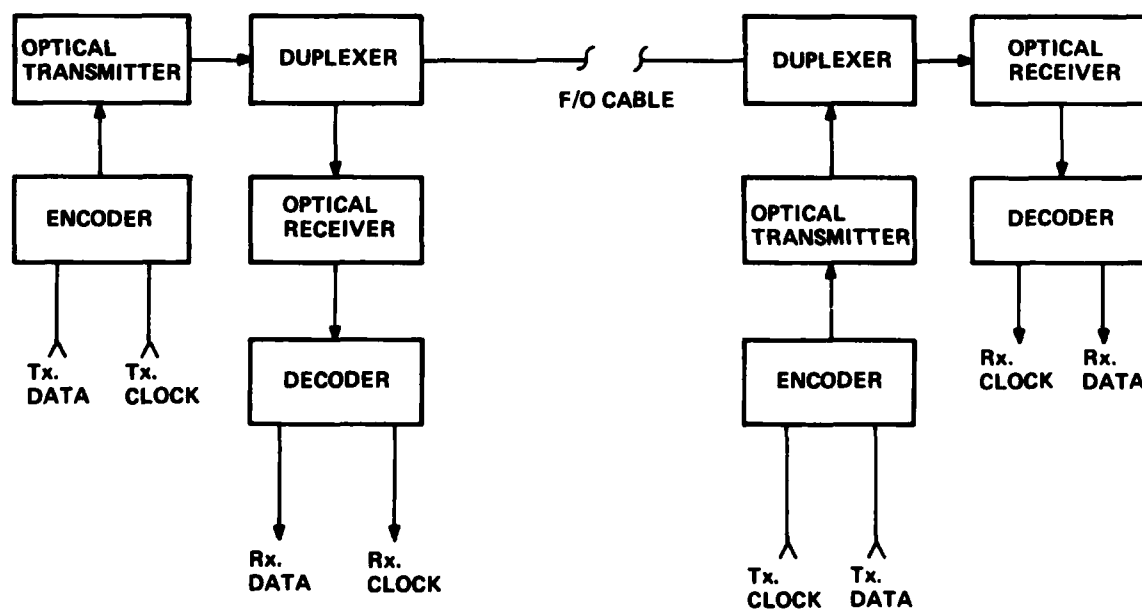 OPTICAL
TRANSMITTER
DUPLEXER
F/O CABLE
DUPLEXER
OPTICAL
RECEIVER
ENCODER
OPTICAL
RECEIVER
OPTICAL
TRANSMITTER
DECODER
Tx.
DATA
Tx.
CLOCK
DECODER
ENCODER
Rx.
CLOCK
Rx.
DATA
Rx.
DATA
Rx.
CLOCK
Tx.
CLOCK
Tx.
DATA